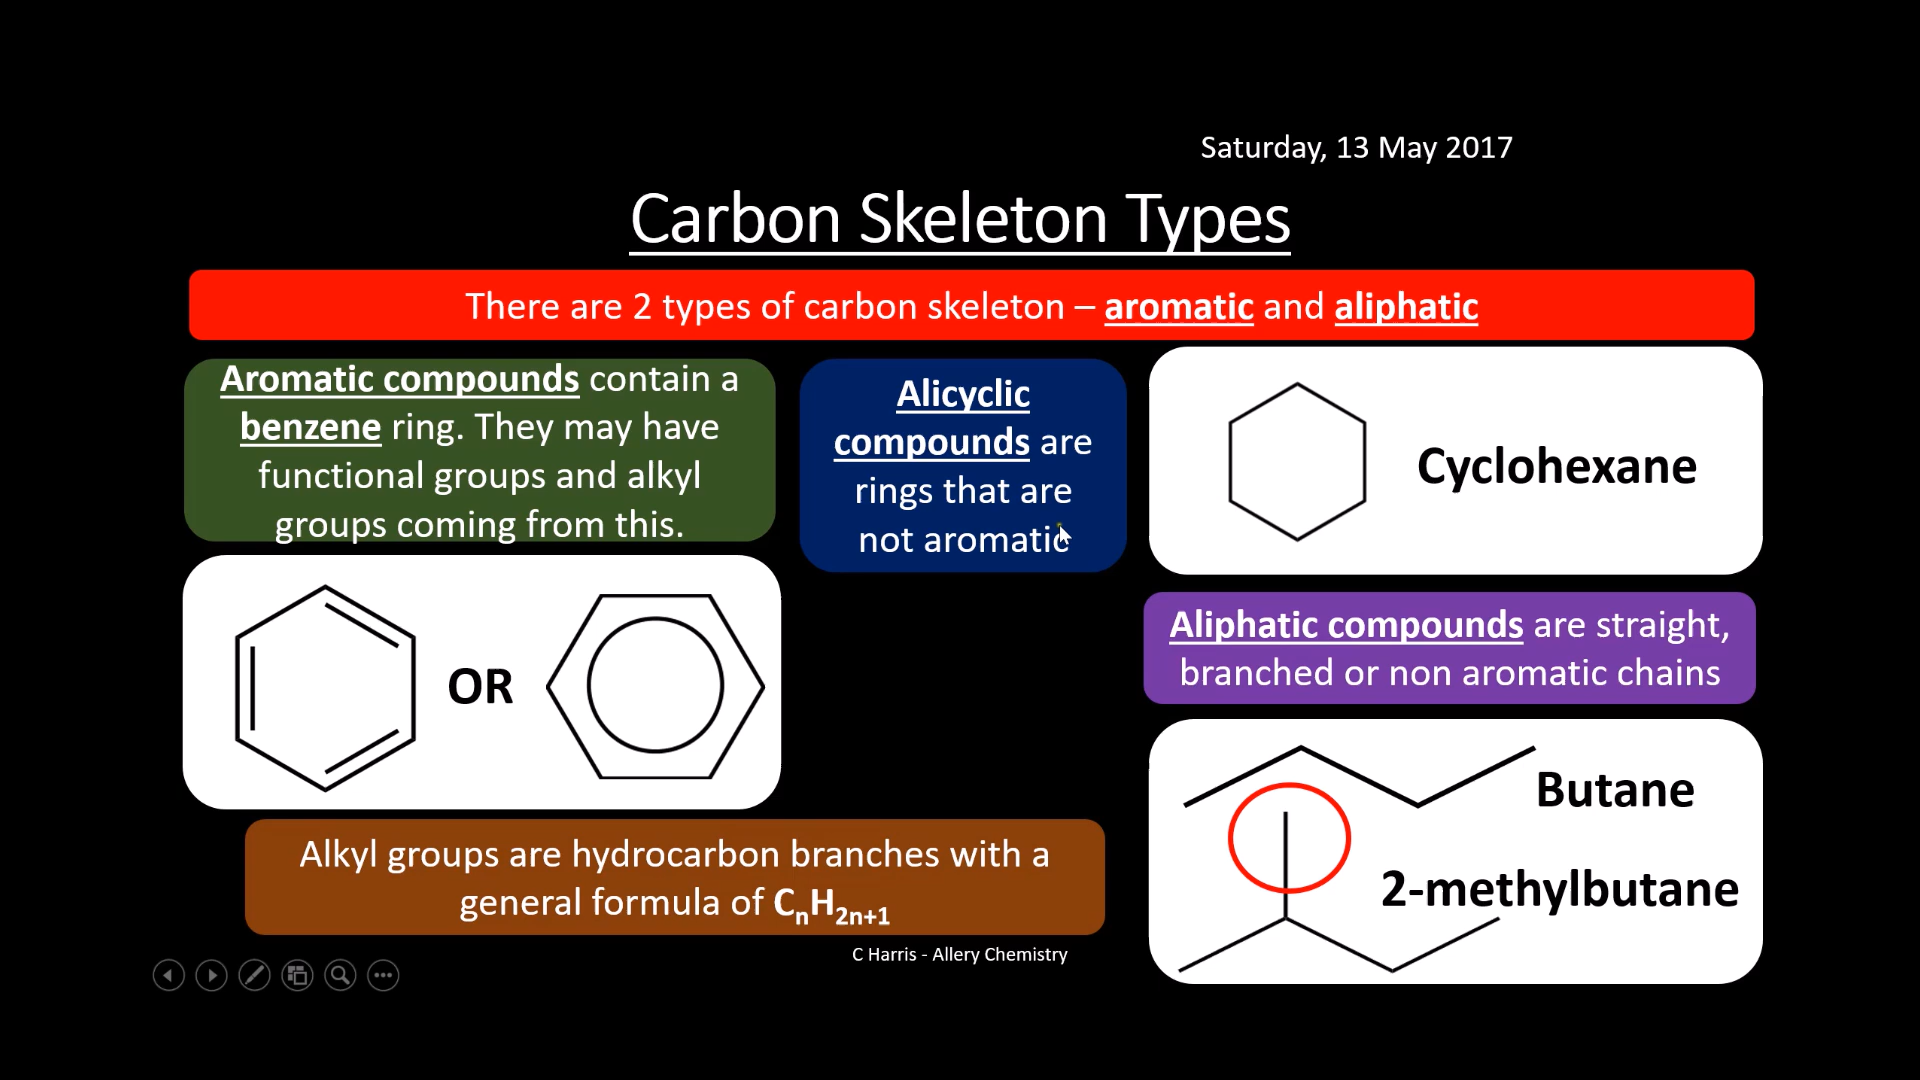 Saturday, 13 May 2017
Carbon Skeleton Types
There are 2 types of carbon skeleton – aromatic and aliphatic
Aromatic compounds contain a
benzene ring. They may have
functional groups and alkyl
groups coming from this.
Alicyclic
compounds are
rings that are
not aromatic
Cyclohexane
OR
Aliphatic compounds are straight,
branched or non aromatic chains
Butane
2-methylbutane
Alkyl groups are hydrocarbon branches with a
general formula of CₙH₂ₙ₊₁
C Harris - Allery Chemistry